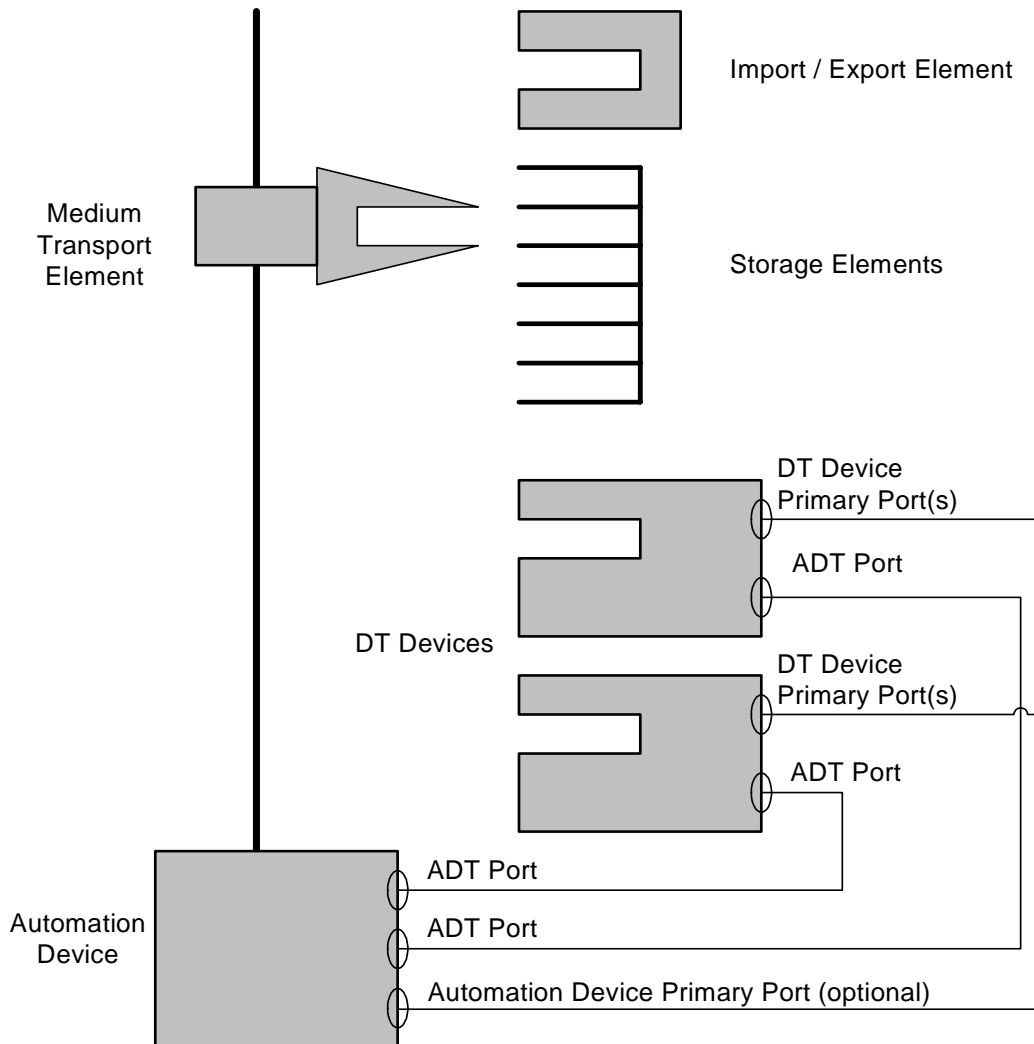 Import / Export Element
Medium
Transport
Element
Storage Elements
DT Device
Primary Port(s)
ADT Port
DT Devices
DT Device
Primary Port(s)
ADT Port
ADT Port
Automation
Device
ADT Port
Automation Device Primary Port (optional)